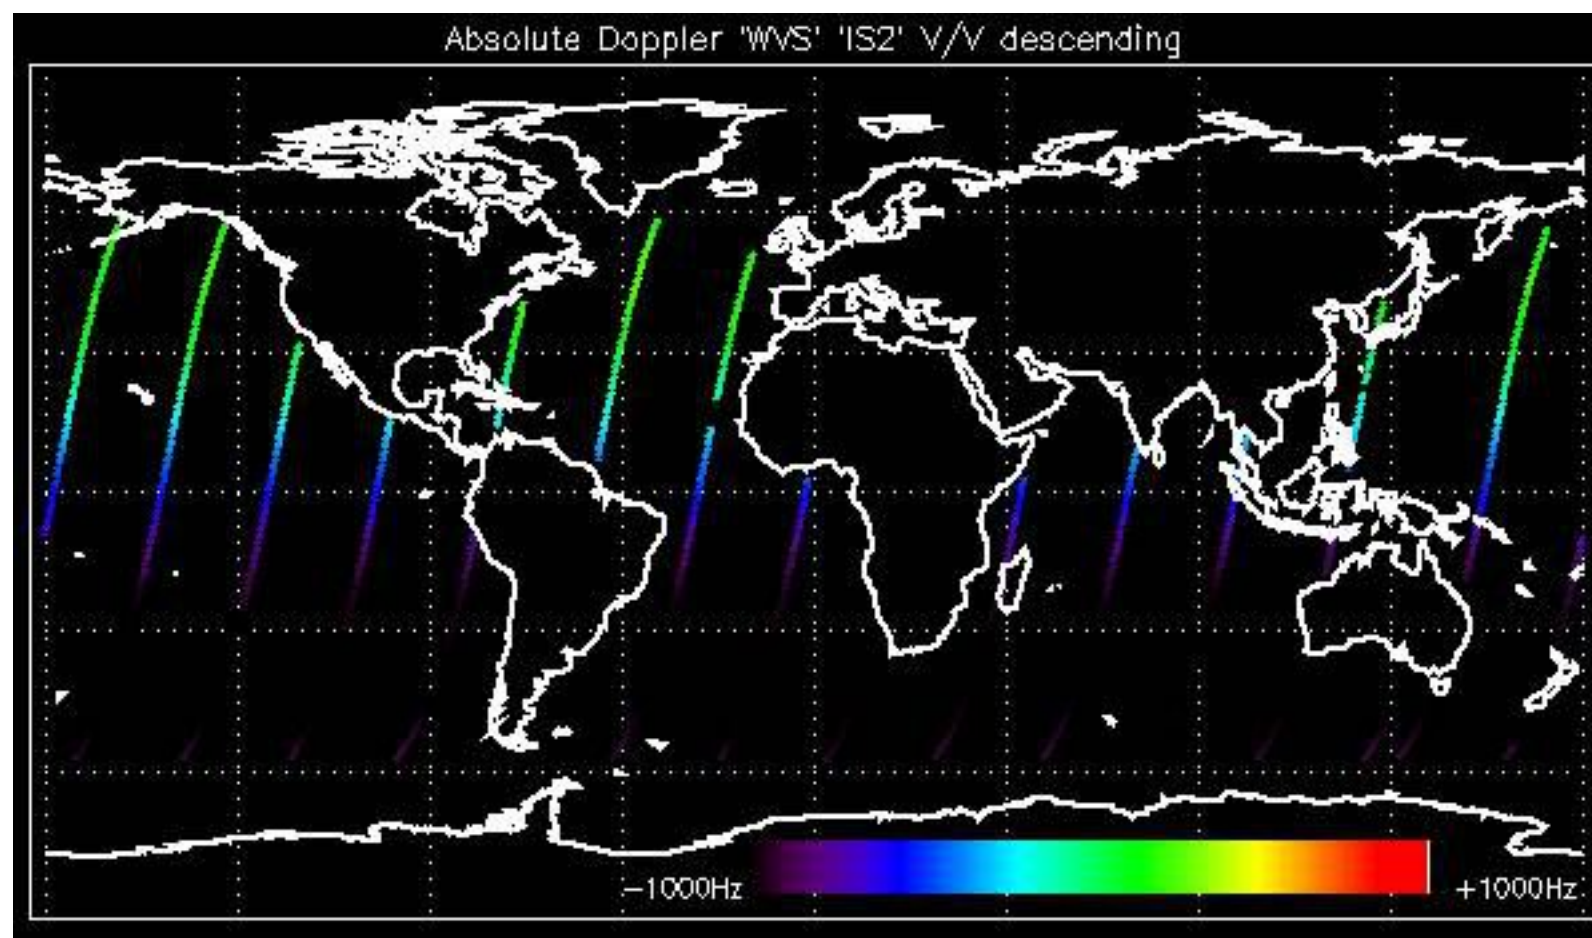 Absolute Doppler 'WVS' 'IS2' V/V descending
-1000Hz +1000Hz